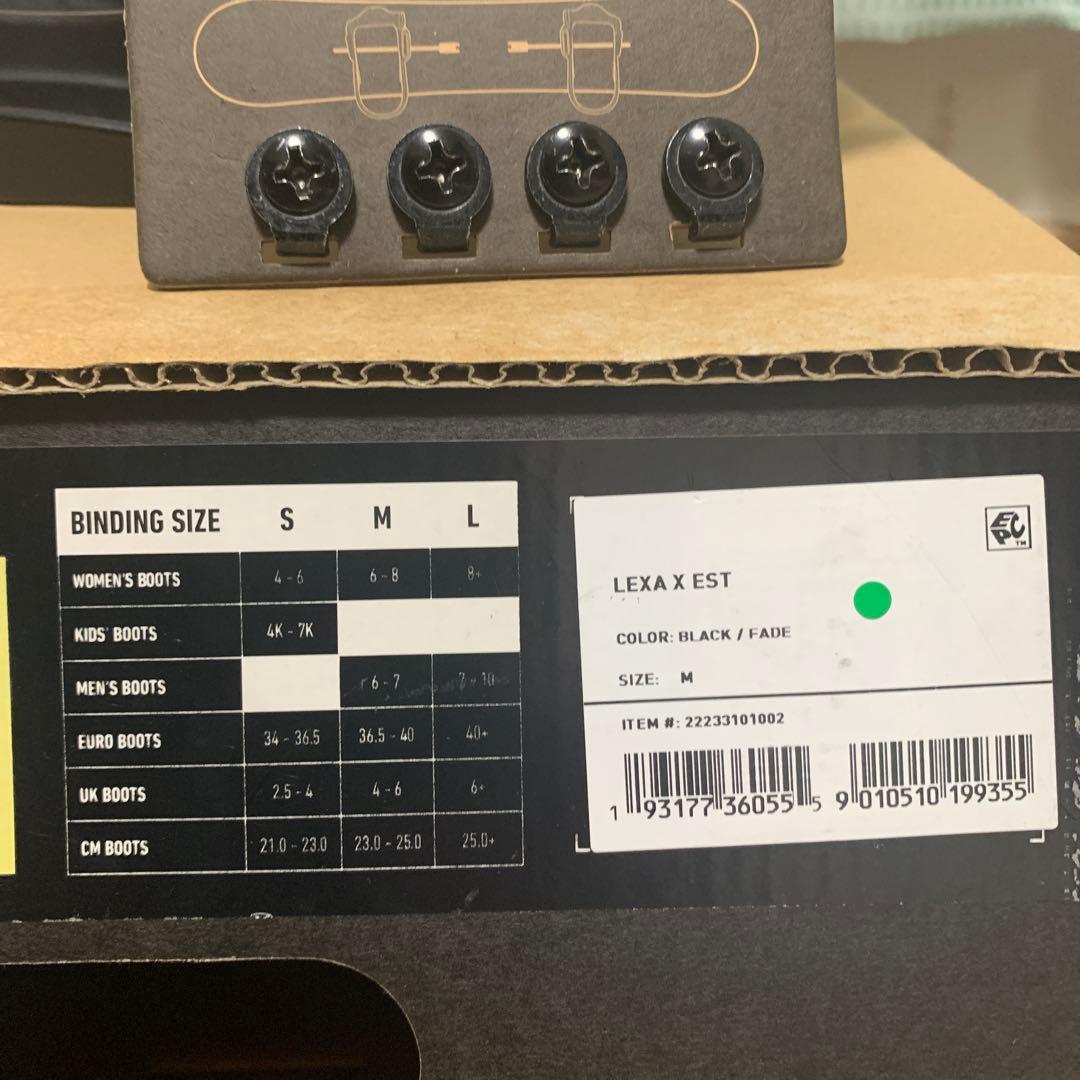 BINDING SIZE S M L
WOMEN'S BOOTS 4 - 6 6 - 8 8+
KIDS' BOOTS 4K - 7K
MEN'S BOOTS 6 - 7 7 - 10
EURO BOOTS 34 - 36.5 36.5 - 40 40+
UK BOOTS 2.5 - 4 4 - 6 6+
CM BOOTS 21.0 - 23.0 23.0 - 25.0 25.0+
EPC TM
LEXA X EST
COLOR: BLACK / FADE
SIZE: M
ITEM #: 22233101002
1 93177 36055 5 9 010510 199355